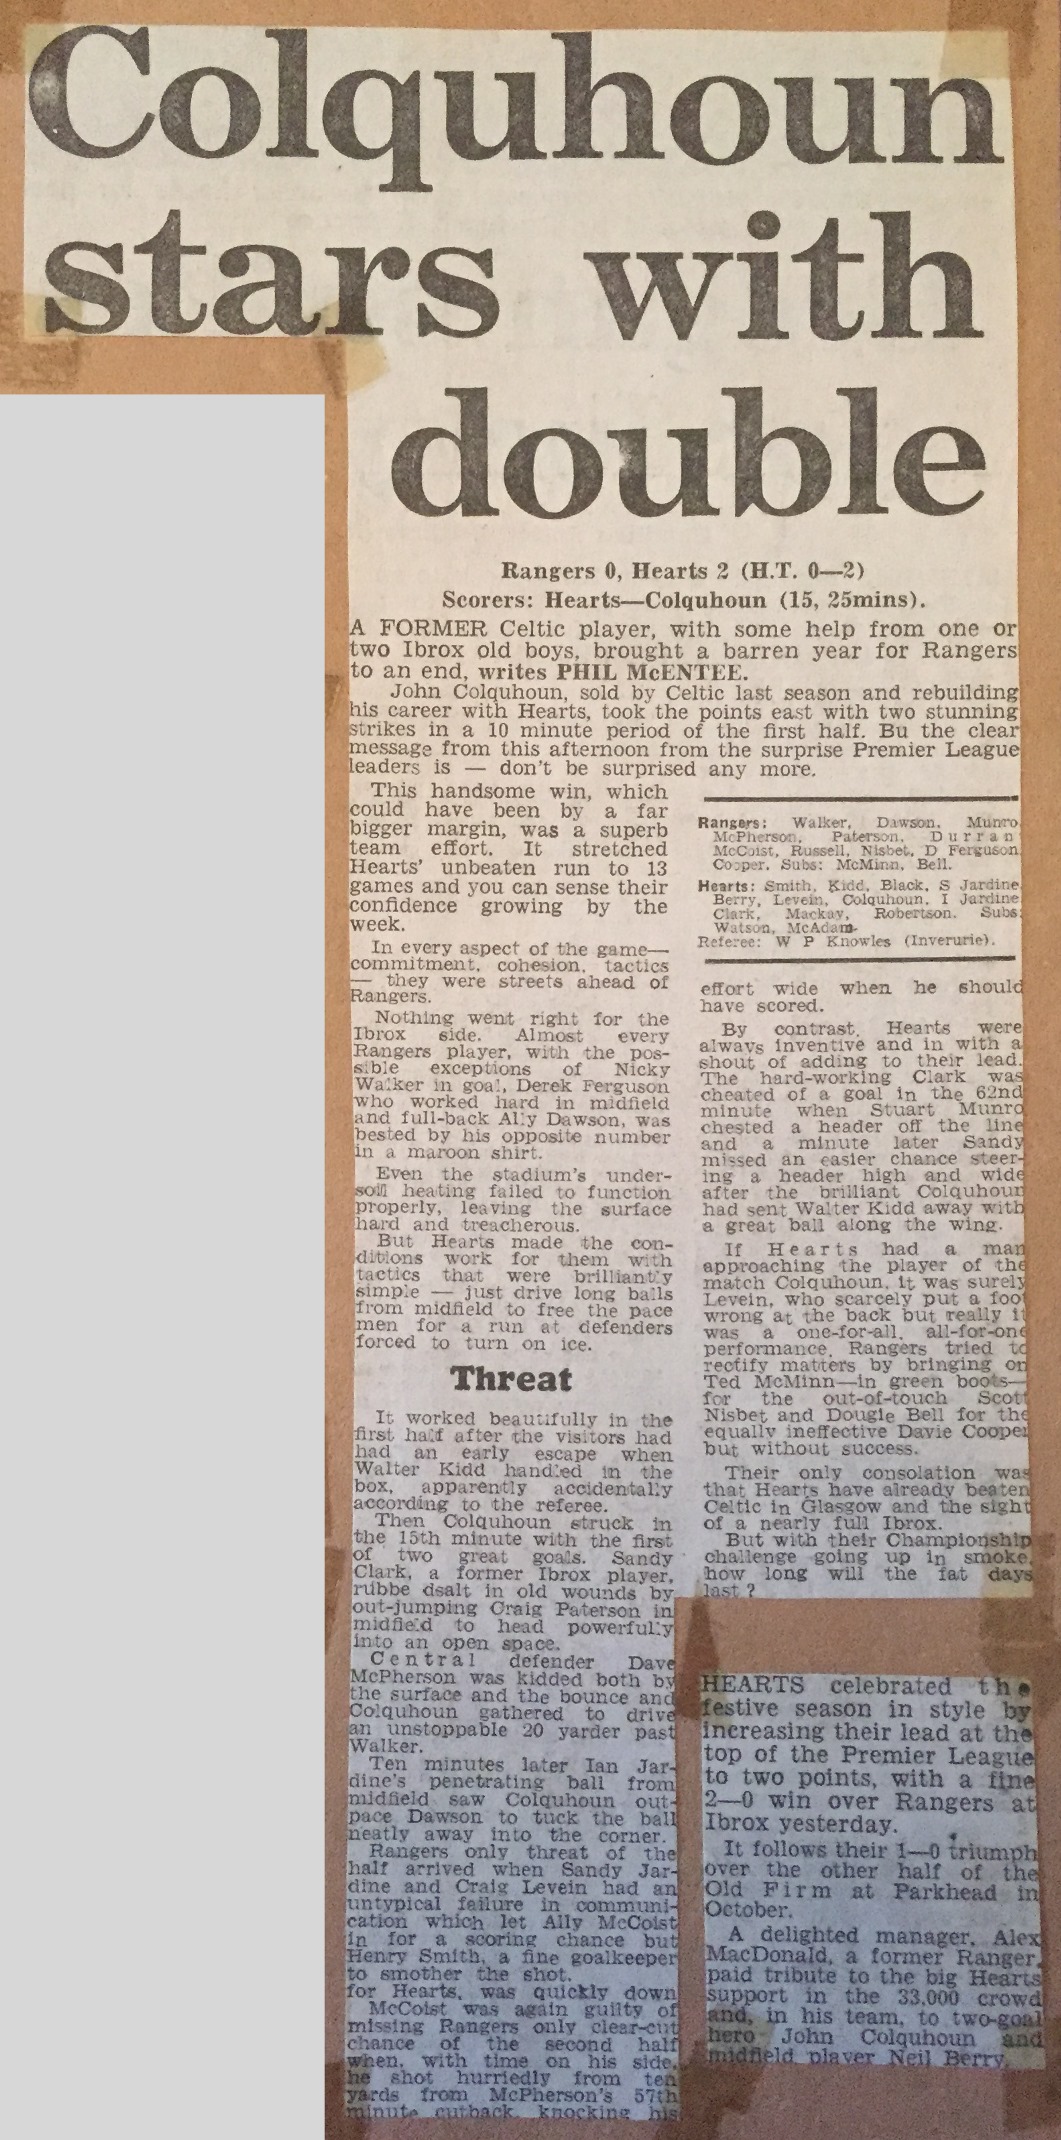 Colquhoun
stars with
double
Rangers 0, Hearts 2 (H.T. 0—2)
Scorers: Hearts—Colquhoun (15, 25mins).
A FORMER Celtic player, with some help from one or
two Ibrox old boys, brought a barren year for Rangers
to an end, writes PHIL McENTEE.
John Colquhoun, sold by Celtic last season and rebuilding
his career with Hearts, took the points east with two stunning
strikes in a 10 minute period of the first half. Bu the clear
message from this afternoon from the surprise Premier League
leaders is — don't be surprised any more.
This handsome win, which
could have been by a far
bigger margin, was a superb
team effort. It stretched
Hearts' unbeaten run to 13
games and you can sense their
confidence growing by the
week.
In every aspect of the game—
commitment, cohesion, tactics
— they were streets ahead of
Rangers.
Nothing went right for the
Ibrox side. Almost every
Rangers player, with the pos-
sible exceptions of Nicky
Walker in goal, Derek Ferguson
who worked hard in midfield
and full-back Ally Dawson, was
bested by his opposite number
in a maroon shirt.
Even the stadium's under-
soil heating failed to function
properly, leaving the surface
hard and treacherous.
But Hearts made the con-
ditions work for them with
tactics that were brilliantly
simple — just drive long balls
from midfield to free the pace
men for a run at defenders
forced to turn on ice.
Threat
It worked beautifully in the
first half after the visitors had
had an early escape when
Walter Kidd handled in the
box, apparently accidentally
according to the referee.
Then Colquhoun struck in
the 15th minute with the first
of two great goals. Sandy
Clark, a former Ibrox player,
rubbe dsalt in old wounds by
out-jumping Craig Paterson in
midfield to head powerfully
into an open space.
Central defender Dave
McPherson was kidded both by
the surface and the bounce and
Colquhoun gathered to drive
an unstoppable 20 yarder past
Walker.
Ten minutes later Ian Jar-
dine's penetrating ball from
midfield saw Colquhoun out-
pace Dawson to tuck the ball
neatly away into the corner.
Rangers only threat of the
half arrived when Sandy Jar-
dine and Craig Levein had an
untypical failure in communi-
cation which let Ally McCoist
in for a scoring chance but
Henry Smith, a fine goalkeeper
to smother the shot.
for Hearts, was quickly down
McCoist was again guilty of
missing Rangers only clear-cut
chance of the second half
when, with time on his side,
he shot hurriedly from ten
yards from McPherson's 57th
minute cutback, knocking his
Rangers: Walker, Dawson, Munro,
McPherson, Paterson, Durran
McCoist, Russell, Nisbet, D Ferguson,
Cooper. Subs: McMinn, Bell.
Hearts: Smith, Kidd, Black, S Jardine,
Berry, Levein, Colquhoun, I Jardine
Clark, Mackay, Robertson. Subs:
Watson, McAdam.
Referee: W P Knowles (Inverurie).
effort wide when he should
have scored.
By contrast, Hearts were
always inventive and in with a
shout of adding to their lead.
The hard-working Clark was
cheated of a goal in the 62nd
minute when Stuart Munro
chested a header off the line
and a minute later Sandy
missed an easier chance steer-
ing a header high and wide
after the brilliant Colquhoun
had sent Walter Kidd away with
a great ball along the wing.
If Hearts had a man
approaching the player of the
match Colquhoun, it was surely
Levein, who scarcely put a foot
wrong at the back but really it
was a one-for-all, all-for-one
performance. Rangers tried to
rectify matters by bringing on
Ted McMinn—in green boots—
for the out-of-touch Scott
Nisbet and Dougie Bell for the
equally ineffective Davie Cooper
but without success.
Their only consolation was
that Hearts have already beaten
Celtic in Glasgow and the sight
of a nearly full Ibrox.
But with their Championship
challenge going up in smoke,
how long will the fat days
last ?
HEARTS celebrated the
festive season in style by
increasing their lead at the
top of the Premier League
to two points, with a fine
2—0 win over Rangers at
Ibrox yesterday.
It follows their 1—0 triumph
over the other half of the
Old Firm at Parkhead in
October.
A delighted manager, Alex
MacDonald, a former Ranger,
paid tribute to the big Hearts
support in the 33,000 crowd
and, in his team, to two-goal
hero John Colquhoun and
midfield player Neil Berry.